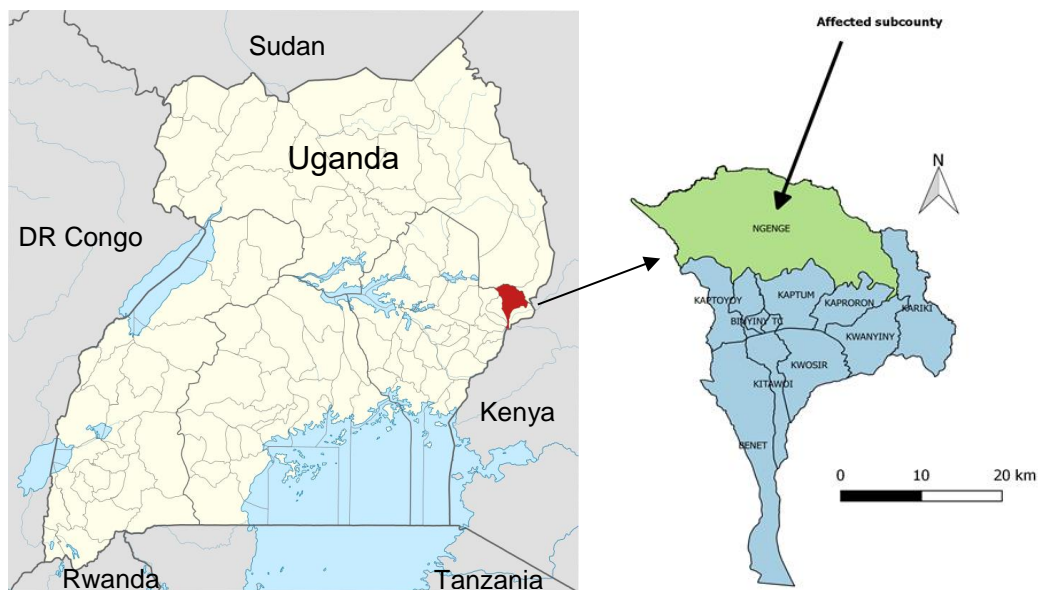 Sudan
Uganda
DR Congo
Kenya
Rwanda
Tanzania
Affected subcounty
N
NGENGE
KAPTOYOY
KAPTUM
KAPRORON
KARIKI
BINYINY TC
KWANYINY
KWOSIR
KITAWOI
BENET
0 10 20 km